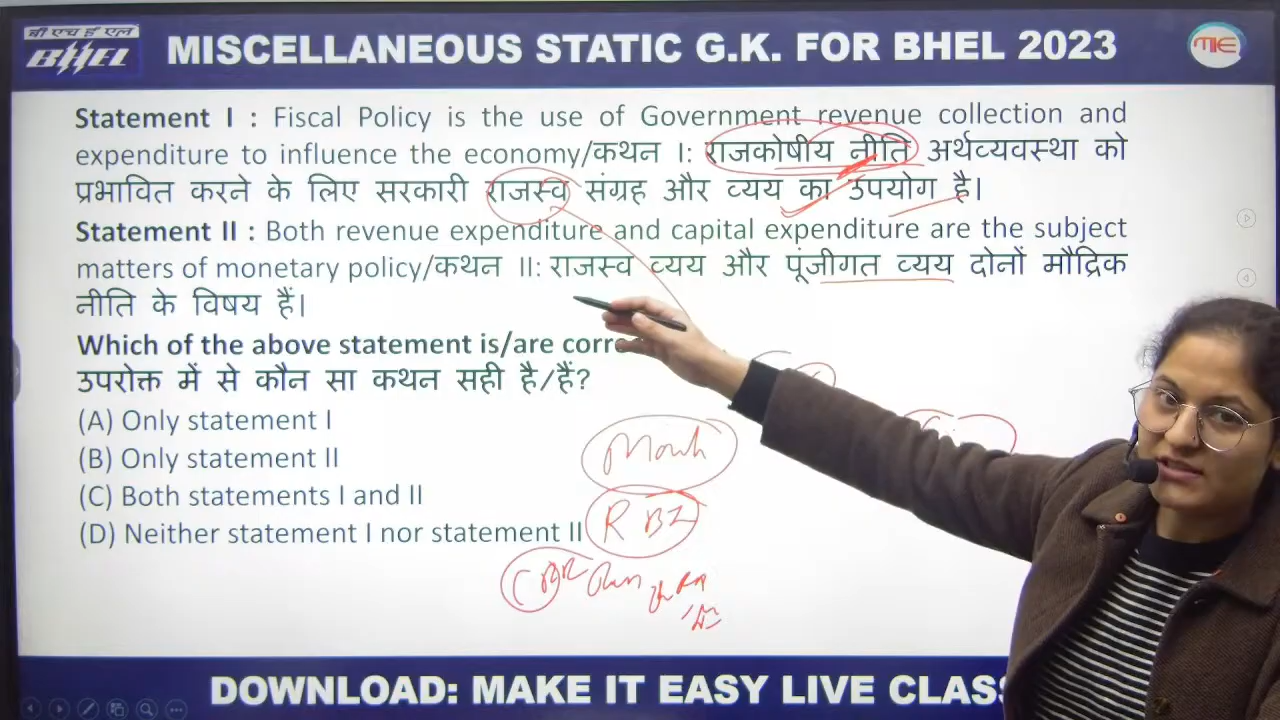 बी एच ई एल
BHEL
MISCELLANEOUS STATIC G.K. FOR BHEL 2023
MIE
Statement I : Fiscal Policy is the use of Government revenue collection and
expenditure to influence the economy/कथन I: राजकोषीय नीति अर्थव्यवस्था को
प्रभावित करने के लिए सरकारी राजस्व संग्रह और व्यय का उपयोग है।
Statement II : Both revenue expenditure and capital expenditure are the subject
matters of monetary policy/कथन II: राजस्व व्यय और पूंजीगत व्यय दोनों मौद्रिक
नीति के विषय हैं।
Which of the above statement is/are corre
उपरोक्त में से कौन सा कथन सही है/हैं?
(A) Only statement I
(B) Only statement II
(C) Both statements I and II
(D) Neither statement I nor statement II
RBI
DOWNLOAD: MAKE IT EASY LIVE CLASS